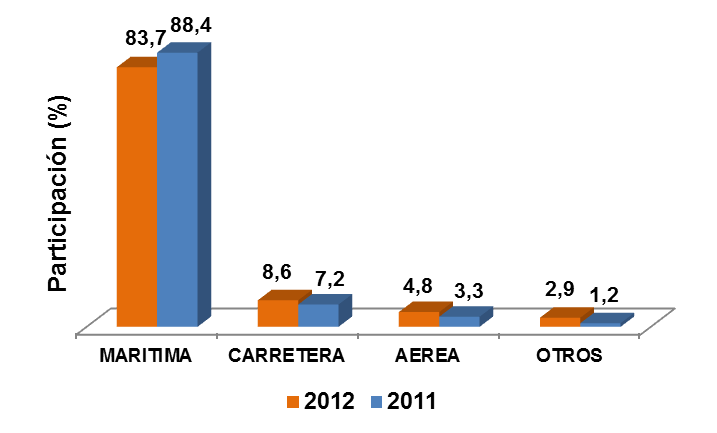 83,7 88,4
Participación (%)
8,6 7,2
4,8 3,3
2,9 1,2
MARITIMA CARRETERA AEREA OTROS
2012 2011